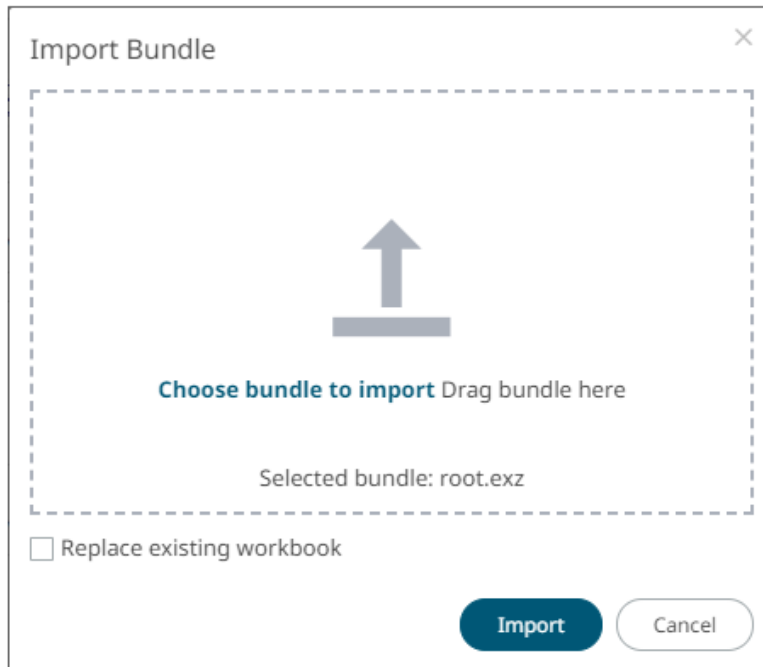 Import Bundle
Choose bundle to import Drag bundle here
Selected bundle: root.exz
Replace existing workbook
Import
Cancel